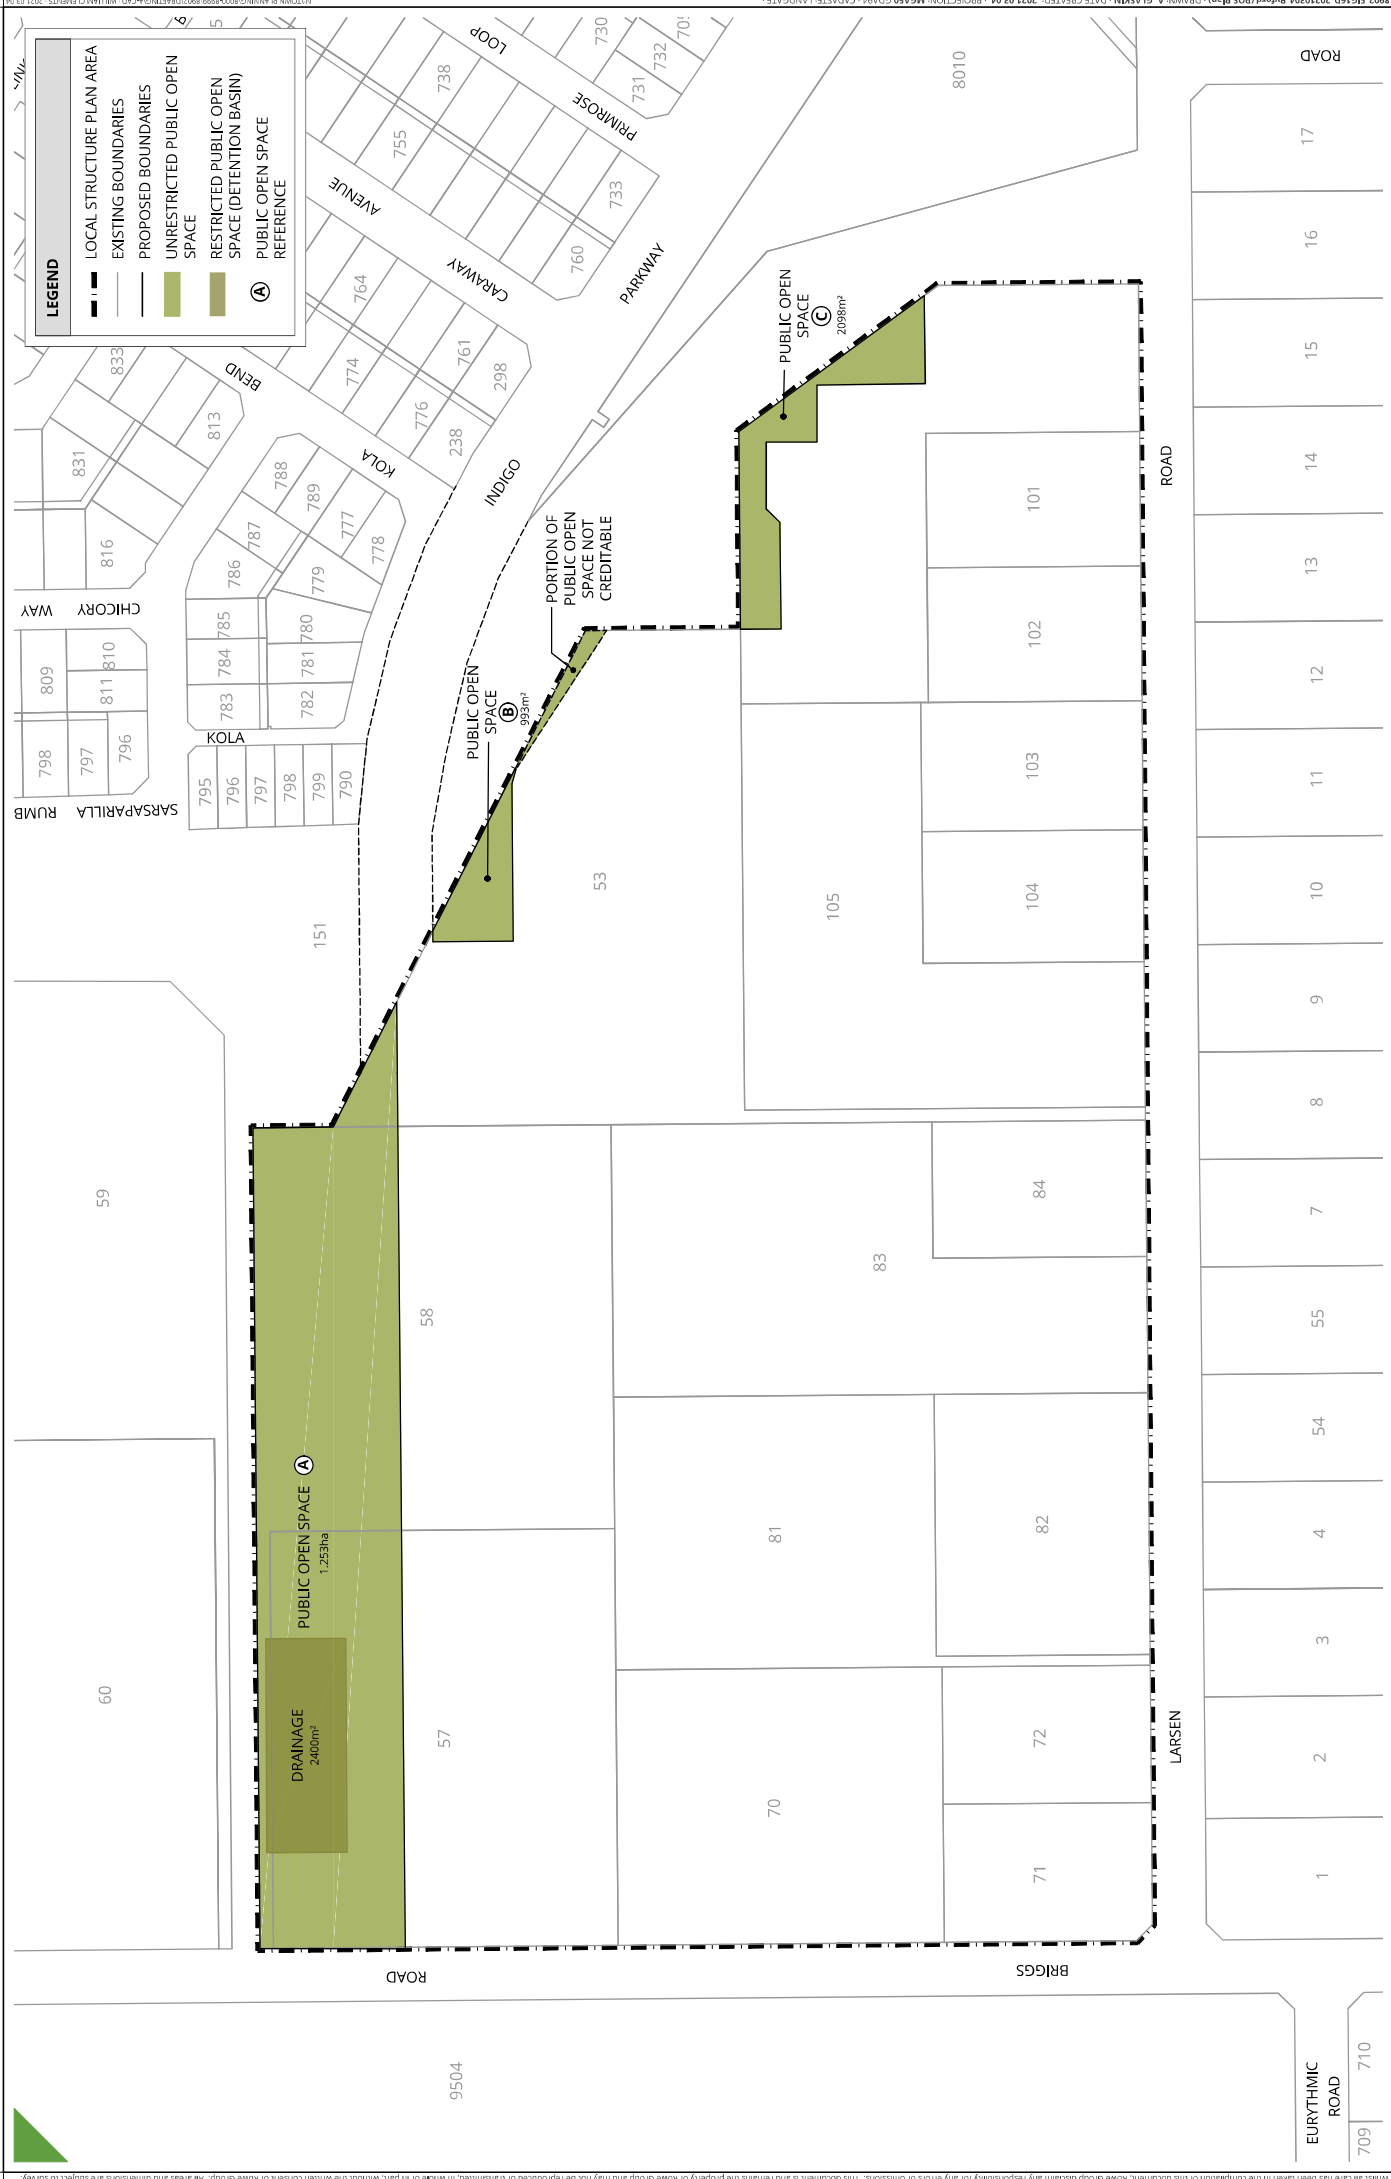 LEGEND
LOCAL STRUCTURE PLAN AREA
EXISTING BOUNDARIES
PROPOSED BOUNDARIES
UNRESTRICTED PUBLIC OPEN
SPACE
RESTRICTED PUBLIC OPEN
SPACE (DETENTION BASIN)
A
PUBLIC OPEN SPACE
REFERENCE
PUBLIC OPEN SPACE
A
1.253ha
DRAINAGE
2400m²
PUBLIC OPEN
SPACE
B
993m²
PORTION OF
PUBLIC OPEN
SPACE NOT
CREDITABLE
PUBLIC OPEN
SPACE
C
2098m²
LOOP
PRIMROSE
AVENUE
CARAWAY
PARKWAY
INDIGO
BEND
KOLA
KOLA
WAY
CHICORY
RUMB
SARSAPARILLA
ROAD
LARSEN
ROAD
BRIGGS
ROAD
EURYTHMIC
ROAD
ROAD
730
732
731
738
755
733
760
764
774
761
776
298
238
833
813
831
816
788
789
787
777
786
778
779
785
784
783
780
781
782
809
810
811
798
797
796
795
796
797
798
799
790
8010
151
59
60
53
58
57
105
101
102
103
104
83
84
81
82
70
72
71
9504
17
16
15
14
13
12
11
10
9
8
7
55
54
4
3
2
1
710
709